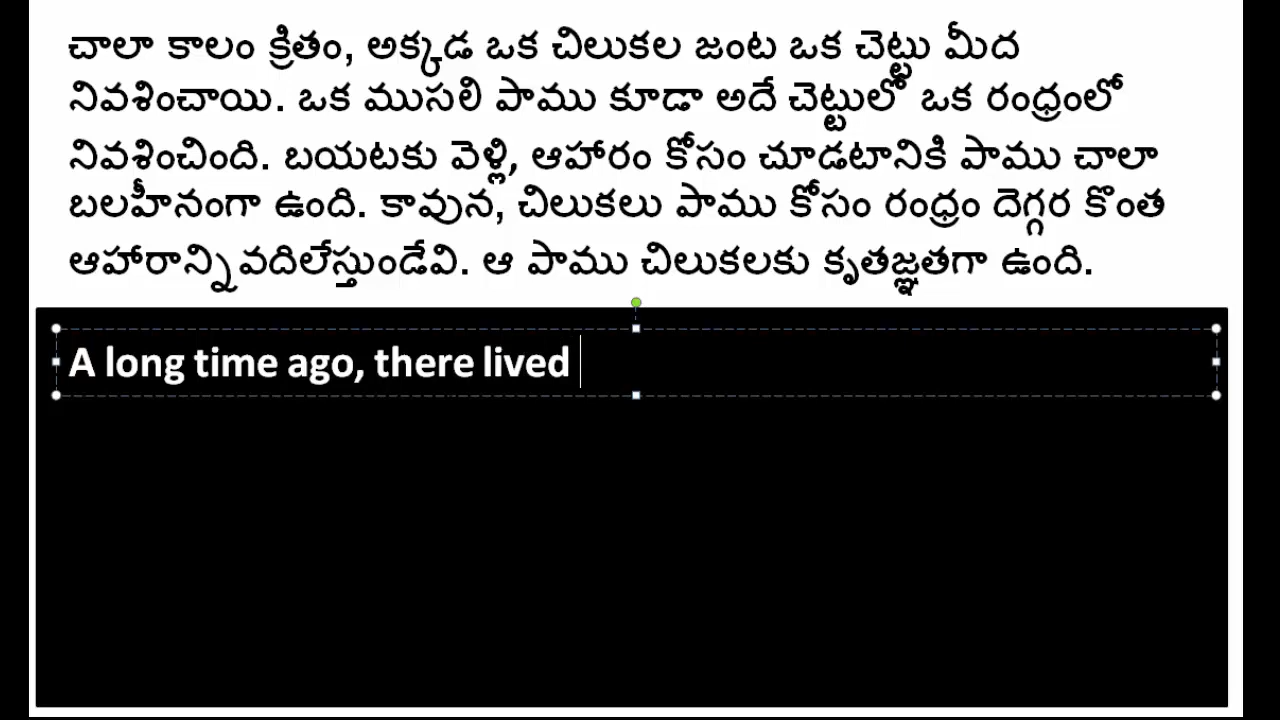 చాలా కాలం క్రితం, అక్కడ ఒక చిలుకల జంట ఒక చెట్టు మీద
నివశించాయి. ఒక ముసలి పాము కూడా అదే చెట్టులో ఒక రంధ్రంలో
నివశించింది. బయటకు వెళ్లి, ఆహారం కోసం చూడటానికి పాము చాలా
బలహీనంగా ఉంది. కావున, చిలుకలు పాము కోసం రంధ్రం దెగ్గర కొంత
ఆహారాన్ని వదిలేస్తుండేవి. ఆ పాము చిలుకలకు కృతజ్ఞతగా ఉంది.
A long time ago, there lived